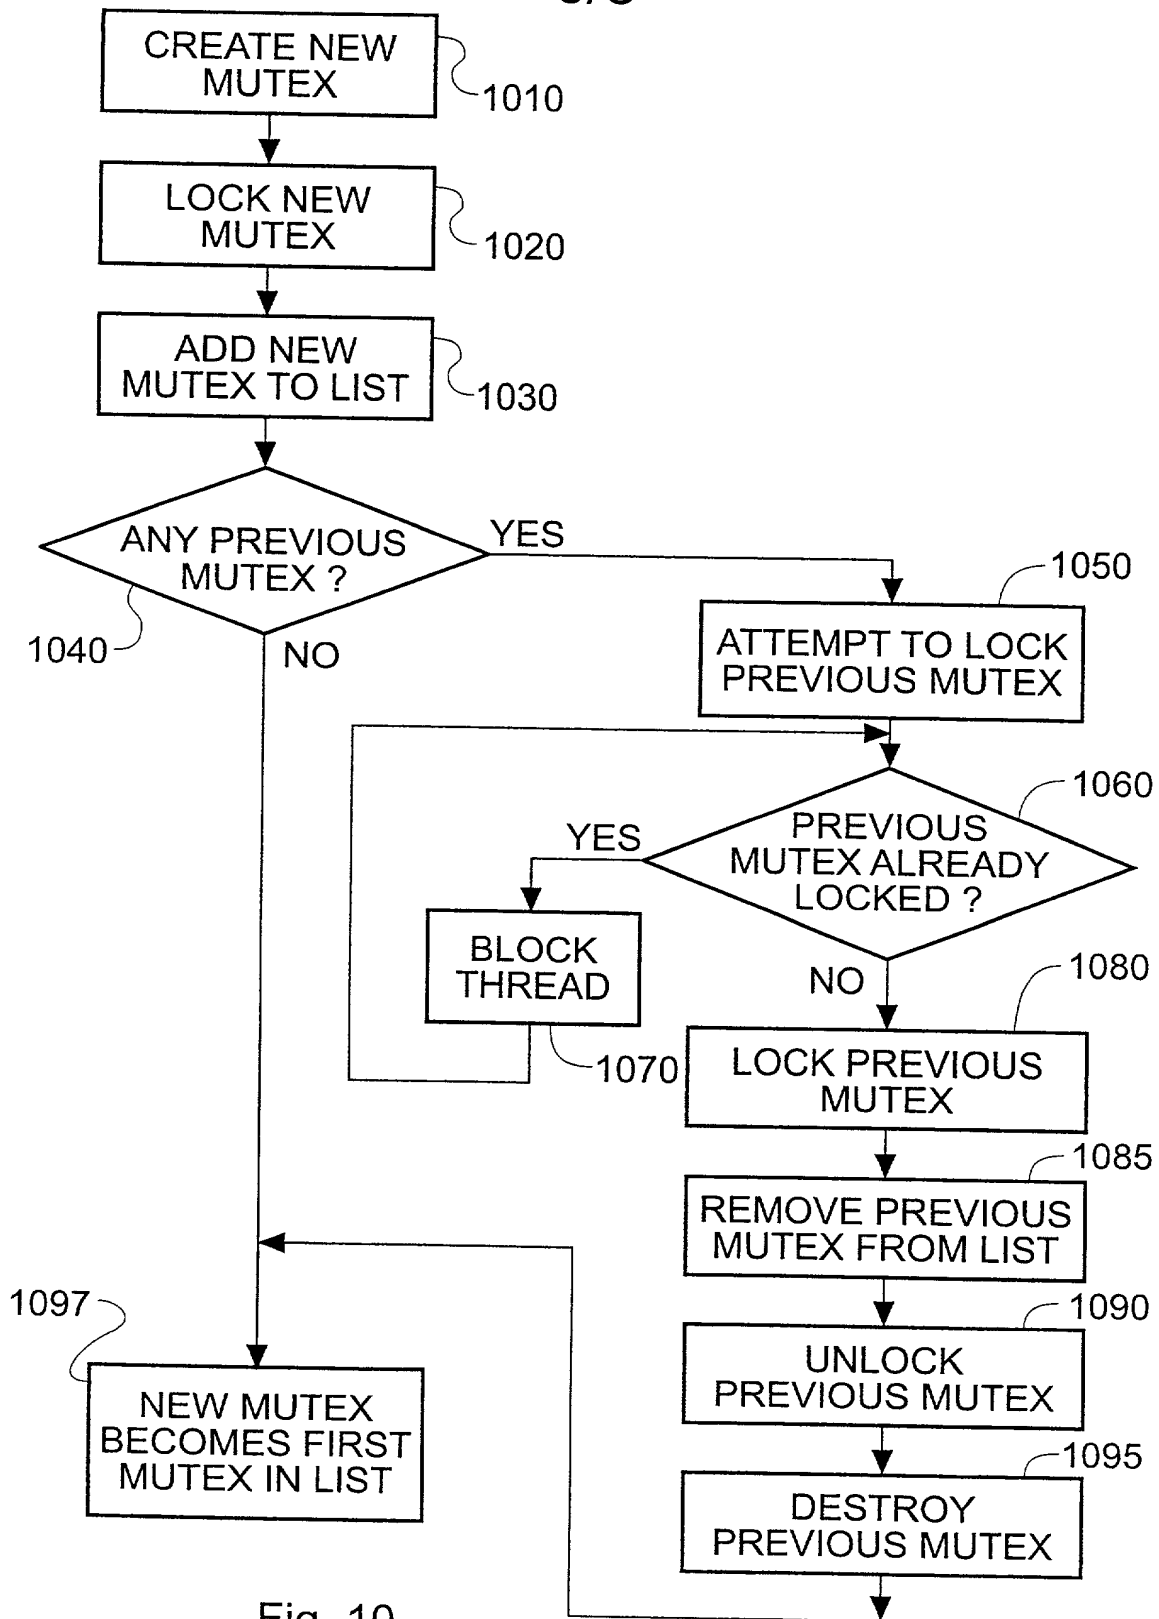 CREATE NEW
MUTEX
1010
LOCK NEW
MUTEX
1020
ADD NEW
MUTEX TO LIST
1030
ANY PREVIOUS
MUTEX ?
YES
1040
NO
1050
ATTEMPT TO LOCK
PREVIOUS MUTEX
1060
PREVIOUS
MUTEX ALREADY
LOCKED ?
YES
BLOCK
THREAD
1070
NO
1080
LOCK PREVIOUS
MUTEX
1085
REMOVE PREVIOUS
MUTEX FROM LIST
1090
UNLOCK
PREVIOUS MUTEX
1095
DESTROY
PREVIOUS MUTEX
1097
NEW MUTEX
BECOMES FIRST
MUTEX IN LIST
Fig. 10